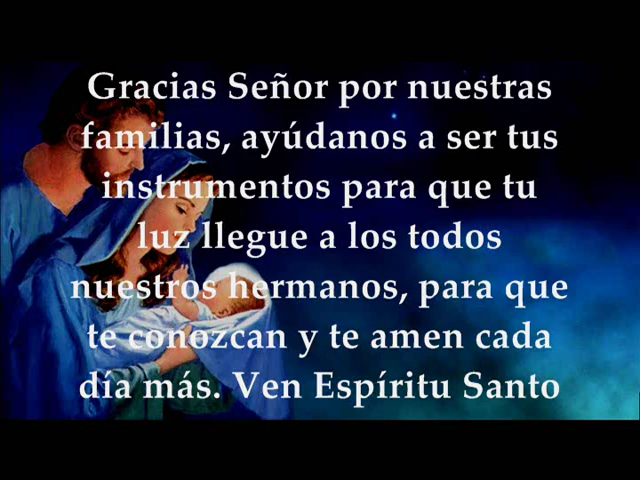 Gracias Señor por nuestras
familias, ayúdanos a ser tus
instrumentos para que tu
luz llegue a los todos
nuestros hermanos, para que
te conozcan y te amen cada
día más. Ven Espíritu Santo